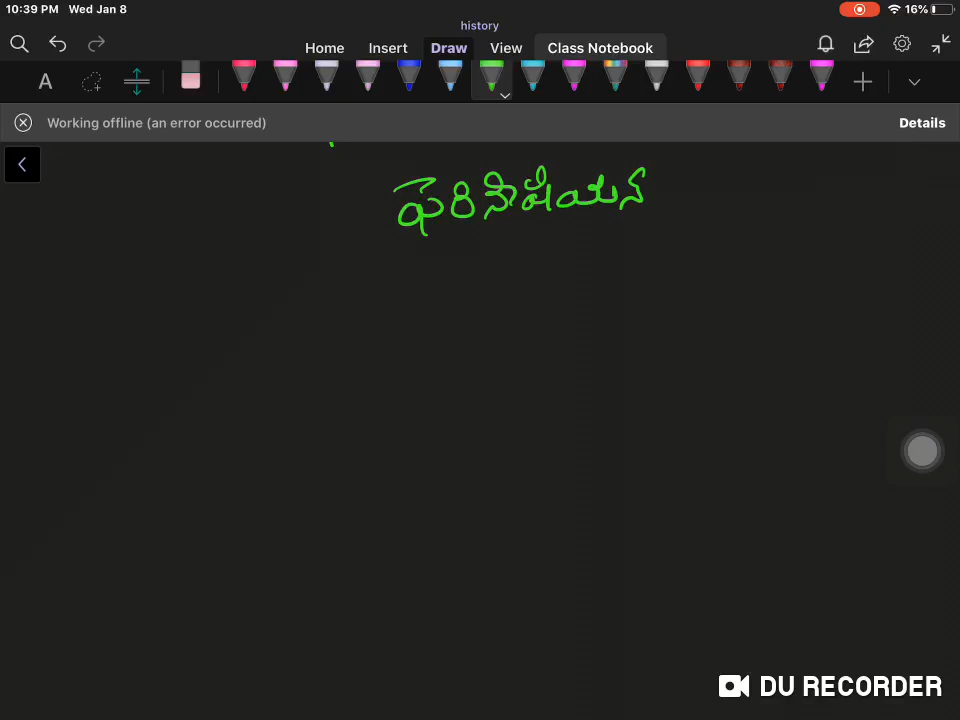 10:39 PM Wed Jan 8
16%
history
Home Insert Draw View Class Notebook
A
Working offline (an error occurred) Details
DU RECORDER